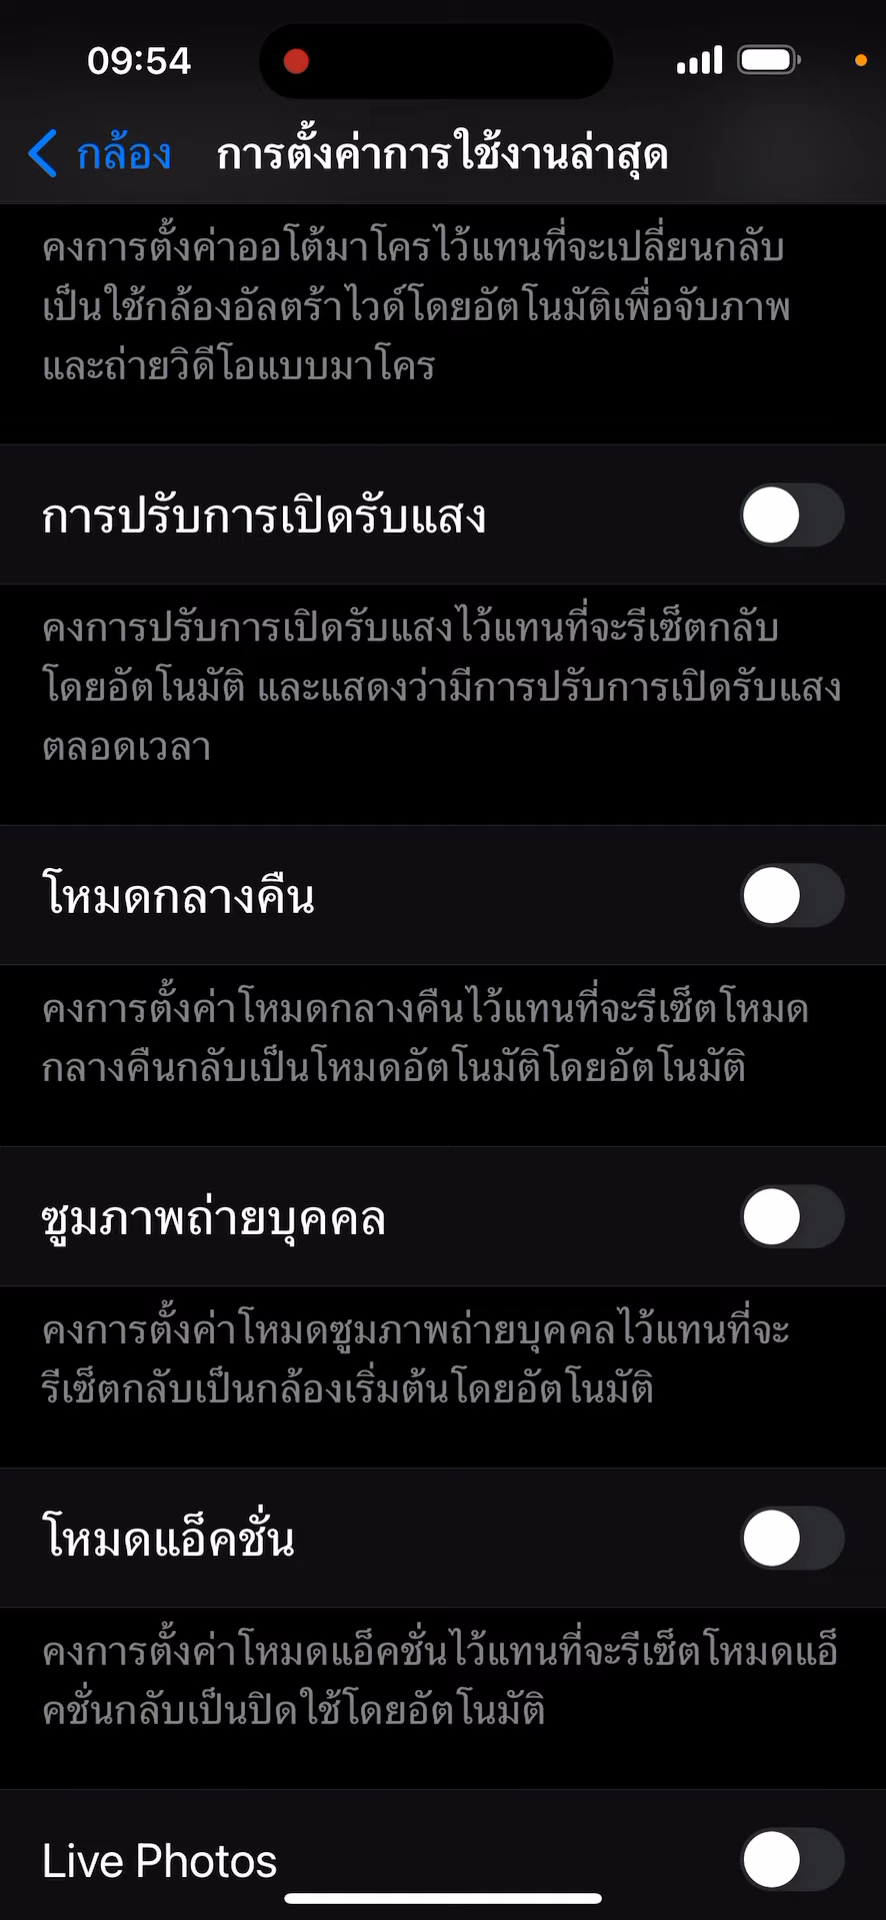 09:54
กล้อง การตั้งค่าการใช้งานล่าสุด
คงการตั้งค่าออโต้มาโครไว้แทนที่จะเปลี่ยนกลับ
เป็นใช้กล้องอัลตร้าไวด์โดยอัตโนมัติเพื่อจับภาพ
และถ่ายวิดีโอแบบมาโคร
การปรับการเปิดรับแสง
คงการปรับการเปิดรับแสงไว้แทนที่จะรีเซ็ตกลับ
โดยอัตโนมัติ และแสดงว่ามีการปรับการเปิดรับแสง
ตลอดเวลา
โหมดกลางคืน
คงการตั้งค่าโหมดกลางคืนไว้แทนที่จะรีเซ็ตโหมด
กลางคืนกลับเป็นโหมดอัตโนมัติโดยอัตโนมัติ
ซูมภาพถ่ายบุคคล
คงการตั้งค่าโหมดซูมภาพถ่ายบุคคลไว้แทนที่จะ
รีเซ็ตกลับเป็นกล้องเริ่มต้นโดยอัตโนมัติ
โหมดแอ็คชั่น
คงการตั้งค่าโหมดแอ็คชั่นไว้แทนที่จะรีเซ็ตโหมดแอ็
คชั่นกลับเป็นปิดใช้โดยอัตโนมัติ
Live Photos